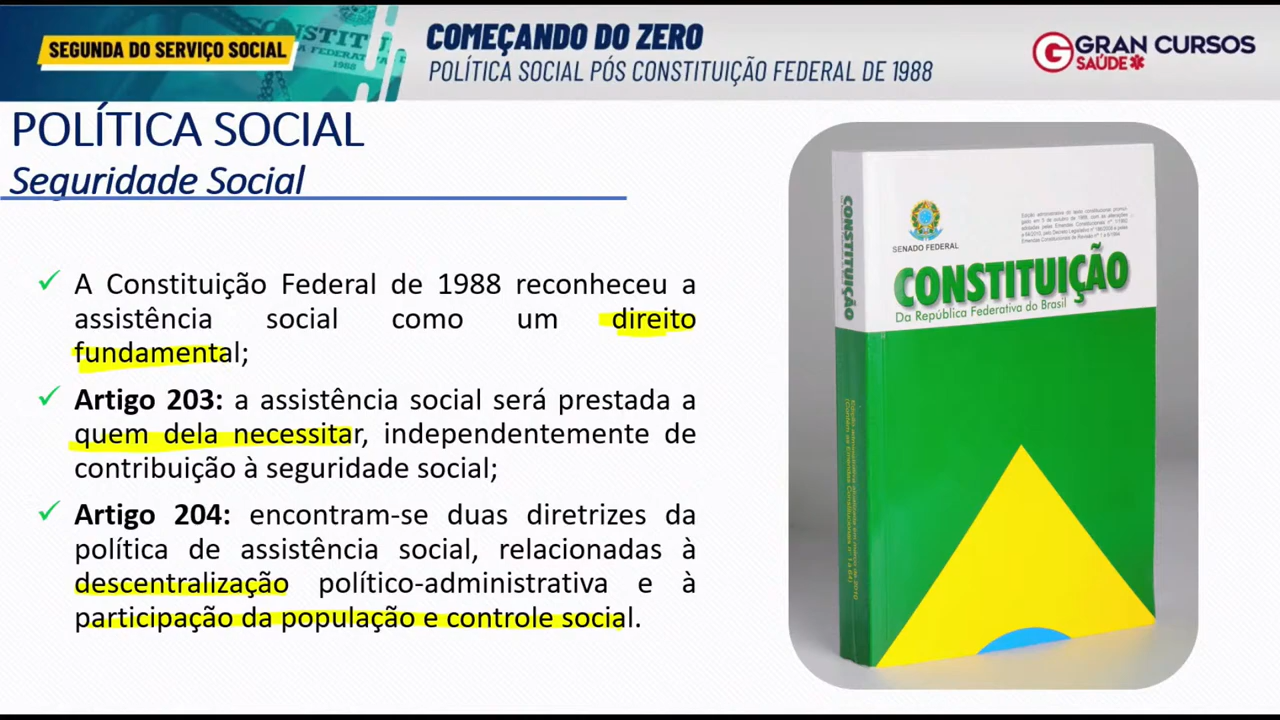 SEGUNDA DO SERVIÇO SOCIAL
COMEÇANDO DO ZERO
POLÍTICA SOCIAL PÓS CONSTITUIÇÃO FEDERAL DE 1988
GRAN CURSOS
SAÚDE
POLÍTICA SOCIAL
Seguridade Social
✓ A Constituição Federal de 1988 reconheceu a
assistência social como um direito
fundamental;
✓ Artigo 203: a assistência social será prestada a
quem dela necessitar, independentemente de
contribuição à seguridade social;
✓ Artigo 204: encontram-se duas diretrizes da
política de assistência social, relacionadas à
descentralização político-administrativa e à
participação da população e controle social.
SENADO FEDERAL
CONSTITUIÇÃO
Da República Federativa do Brasil
CONSTITUIÇÃO